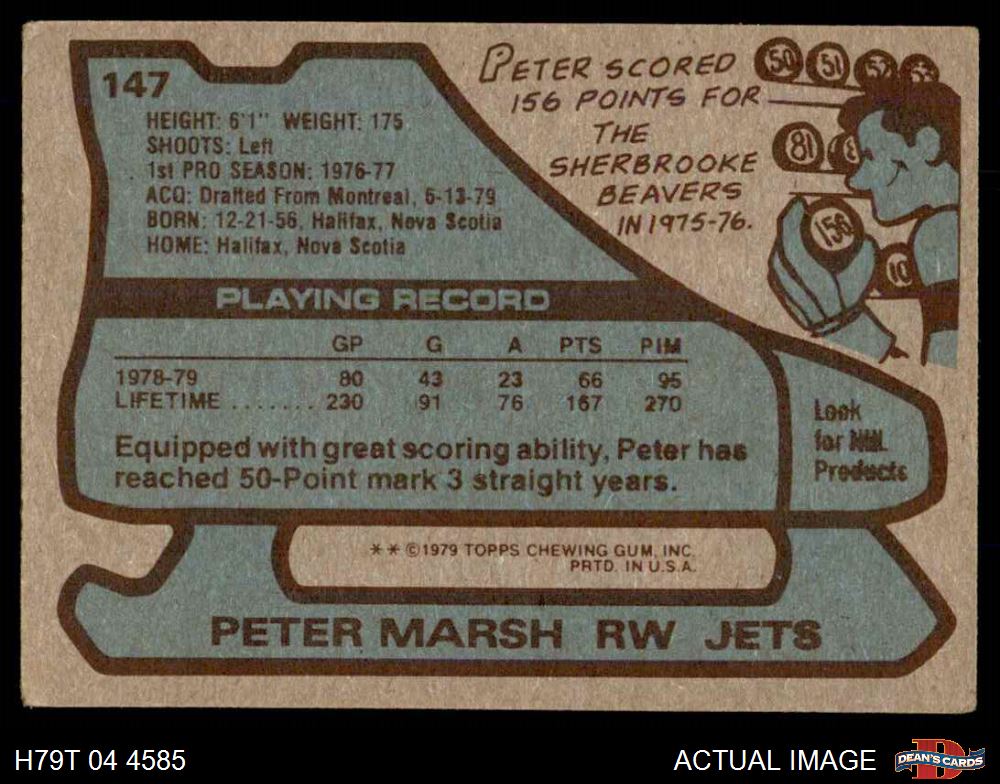 147
HEIGHT: 6'1" WEIGHT: 175
SHOOTS: Left
1st PRO SEASON: 1976-77
ACQ: Drafted From Montreal, 6-13-79
BORN: 12-21-56, Halifax, Nova Scotia
HOME: Halifax, Nova Scotia
PETER SCORED
156 POINTS FOR
THE
SHERBROOKE
BEAVERS
IN 1975-76.
50 51 52 53
81
156
10
PLAYING RECORD
GP G A PTS PIM
1978-79 80 43 23 66 95
LIFETIME ....... 230 91 76 167 270
Equipped with great scoring ability, Peter has
reached 50-Point mark 3 straight years.
Look
for NHL
Products
** ©1979 TOPPS CHEWING GUM, INC.
PRTD. IN U.S.A.
PETER MARSH RW JETS
H79T 04 4585
ACTUAL IMAGE
DEAN'S CARDS